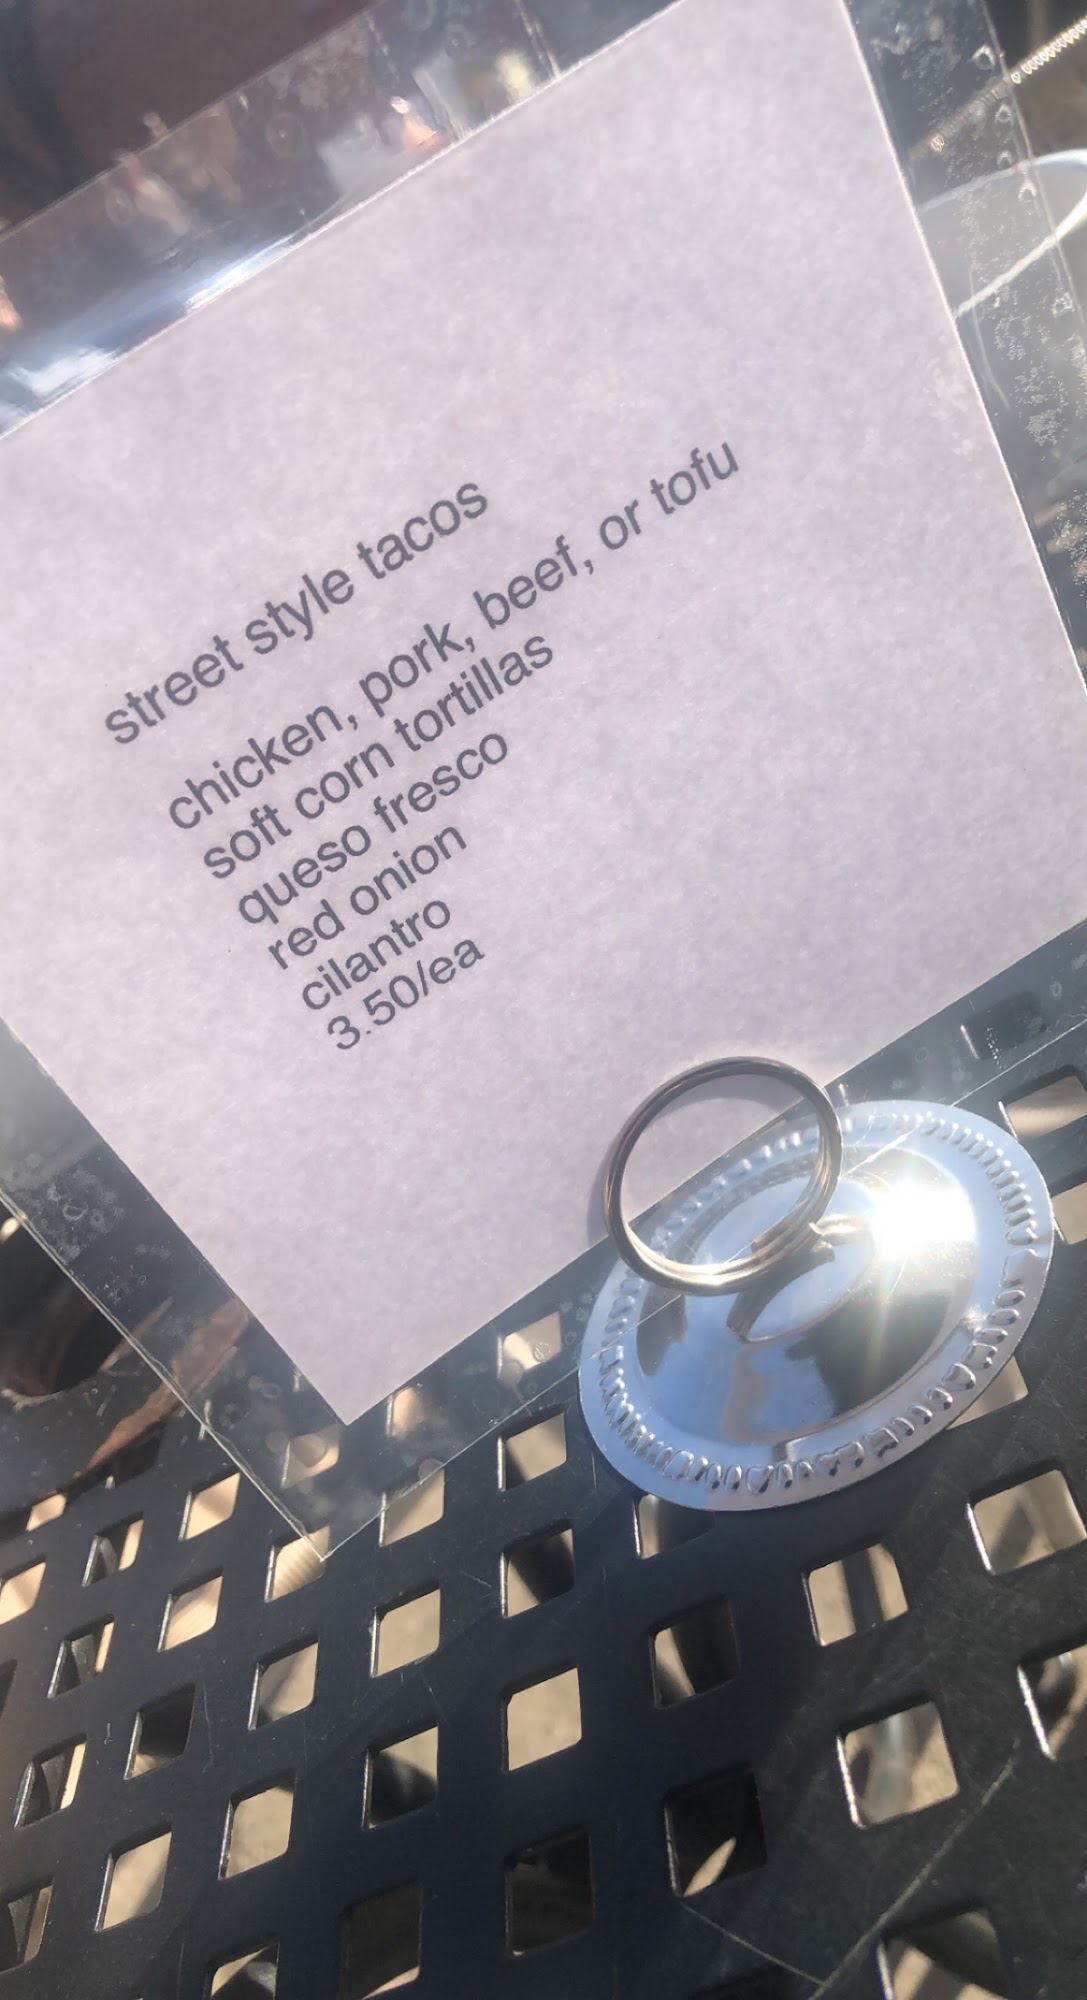 street style tacos
chicken, pork, beef, or tofu
soft corn tortillas
queso fresco
red onion
cilantro
3.50/ea